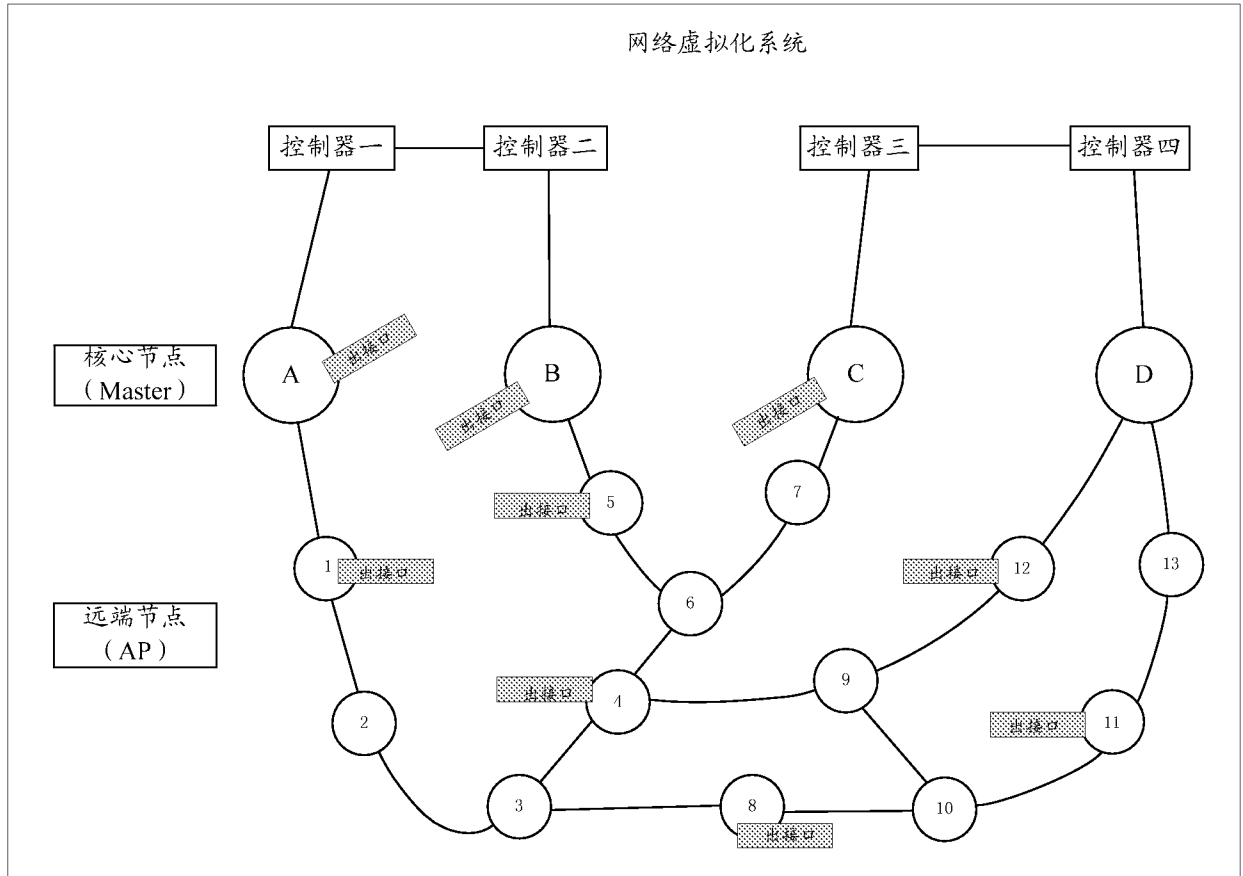 网络虚拟化系统
控制器一
控制器二
控制器三
控制器四
核心节点
（Master）
A
出接口
B
出接口
C
出接口
D
5
出接口
7
1
出接口
12
出接口
13
6
远端节点
（AP）
4
出接口
9
2
11
出接口
3
8
出接口
10